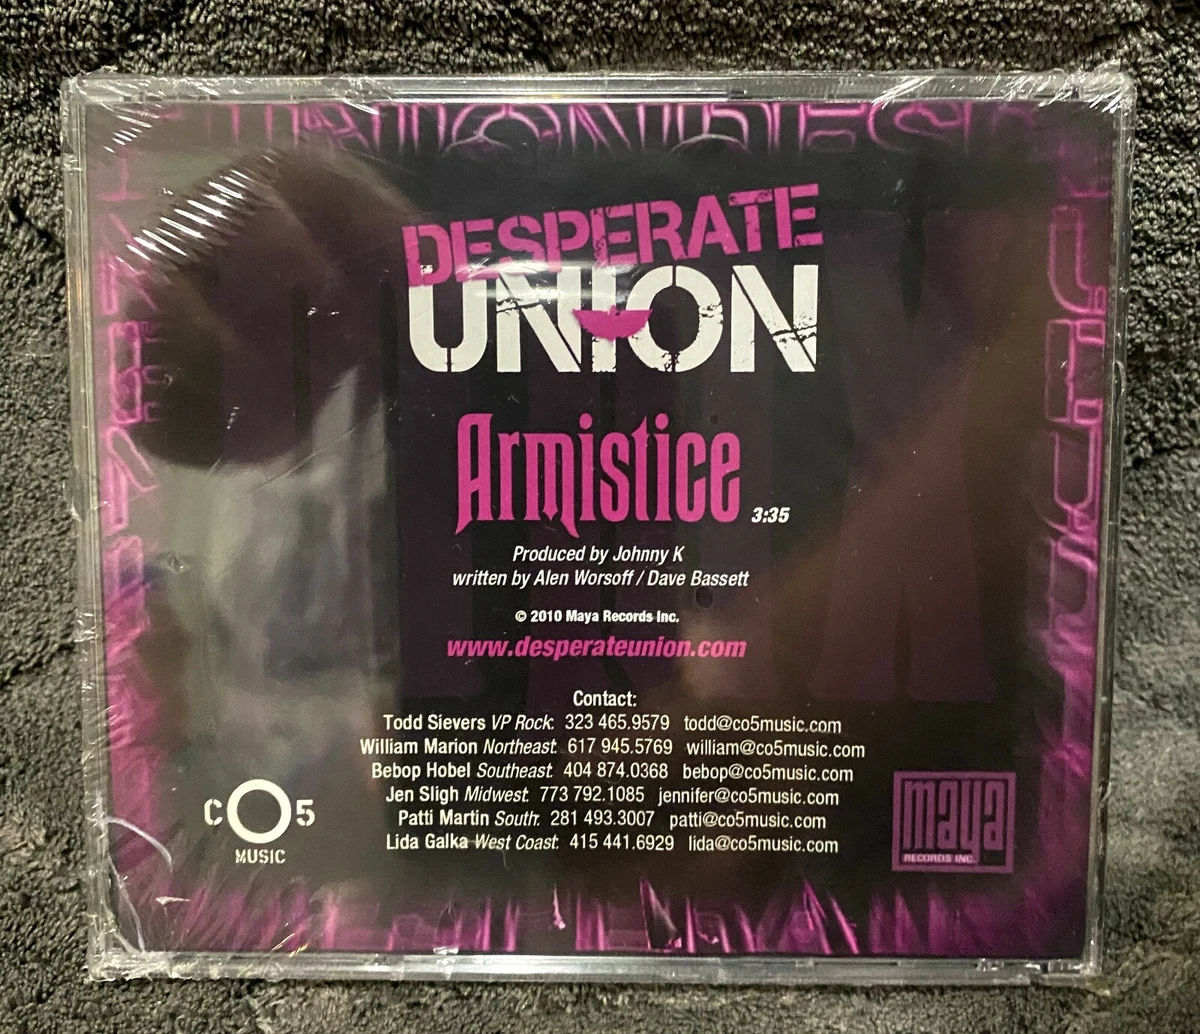 DESPERATE
UNION
Armistice 3:35
Produced by Johnny K
written by Alen Worsoff / Dave Bassett
© 2010 Maya Records Inc.
www.desperateunion.com
Contact:
Todd Sievers VP Rock: 323 465.9579 todd@co5music.com
William Marion Northeast: 617 945.5769 william@co5music.com
Bebop Hobel Southeast: 404 874.0368 bebop@co5music.com
Jen Sligh Midwest: 773 792.1085 jennifer@co5music.com
Patti Martin South: 281 493.3007 patti@co5music.com
Lida Galka West Coast: 415 441.6929 lida@co5music.com
CO5
MUSIC
maya
RECORDS INC.